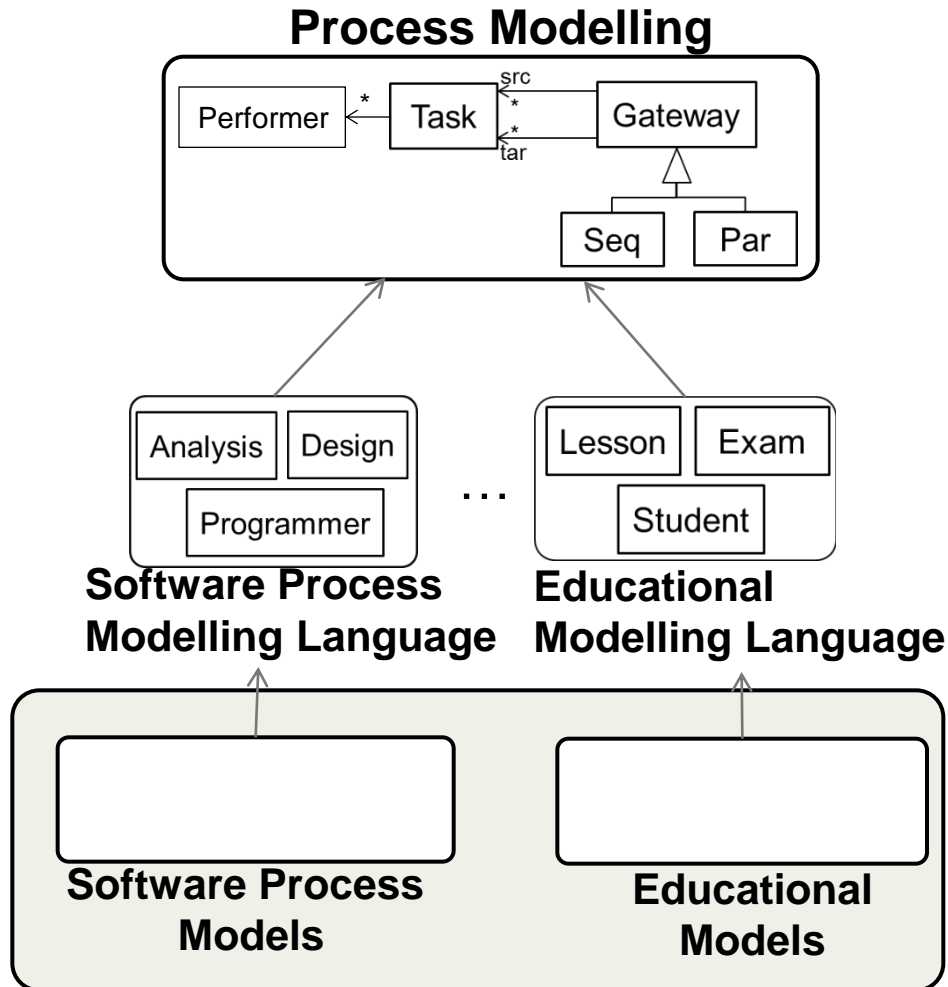 Process Modelling
src
*
Performer
*
Task
Gateway
*
tar
Seq
Par
Analysis
Design
Programmer
...
Lesson
Exam
Student
Software Process
Modelling Language
Educational
Modelling Language
Software Process
Models
Educational
Models